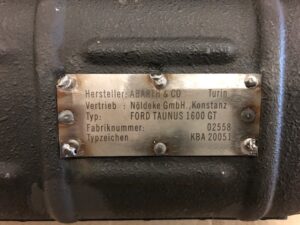 Hersteller: ABARTH & CO Turin
Vertrieb : Nöldeke GmbH., Konstanz
Typ: FORD TAUNUS 1600 GT
Fabriknummer: 02558
Typzeichen KBA 20051